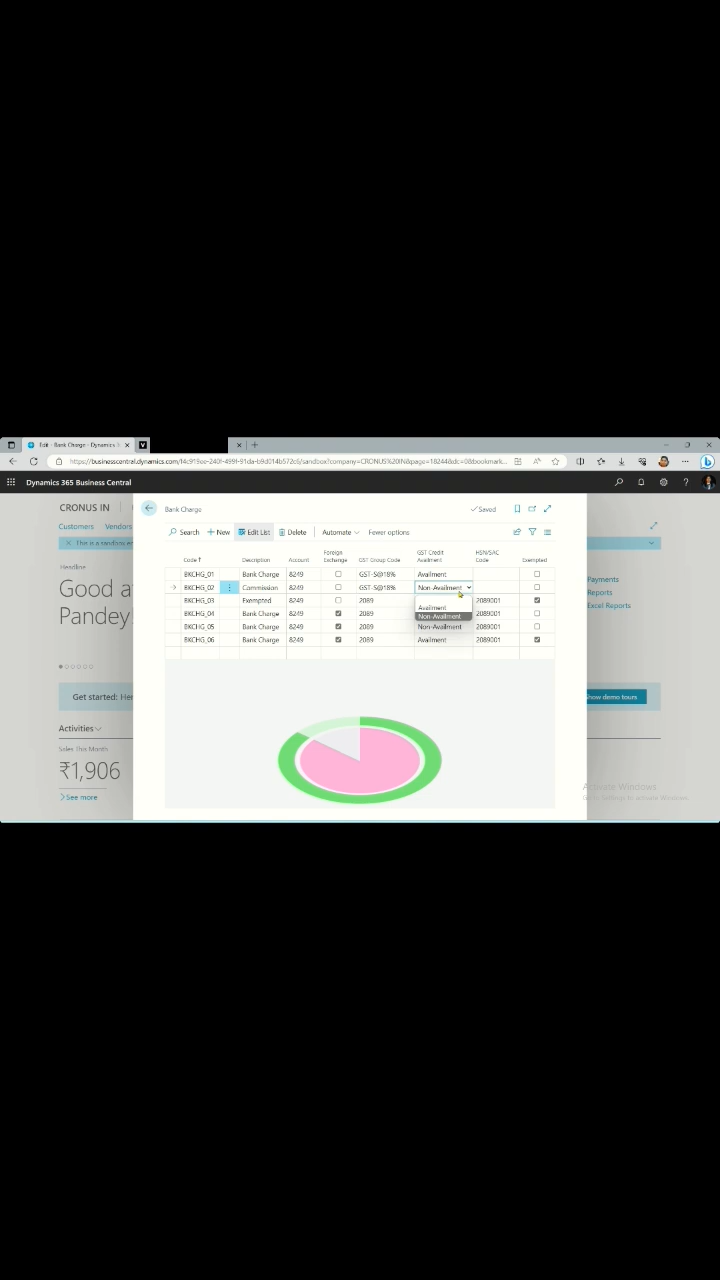 Edit - Bank Charge - Dynamics
https://businesscentral.dynamics.com/
Dynamics 365 Business Central
CRONUS IN
Customers Vendors
This is a sandbox en
Headline
Good a
Pandey!
Get started:
Activities
Sales This Month
₹1,906
See more
Bank Charge
Saved
Search New Edit List Delete Automate Fewer options
Code Description Account Foreign Exchange GST Group Code GST Credit Availment HSN/SAC Code Exempted
BKCHG_01 Bank Charge 8249 GST-S@18% Availment
BKCHG_02 Commission 8249 GST-S@18% Non-Availment
BKCHG_03 Exempted 8249 2089 2089001
Availment
BKCHG_04 Bank Charge 8249 2089 Non-Availment 2089001
BKCHG_05 Bank Charge 8249 2089 Non-Availment 2089001
BKCHG_06 Bank Charge 8249 2089 Availment 2089001
Payments
Reports
Excel Reports
Show demo tours
Activate Windows
Go to Settings to activate Windows.